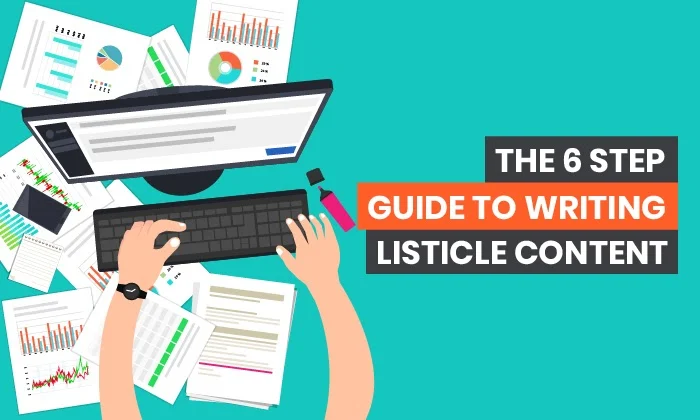 THE 6 STEP
GUIDE TO WRITING
LISTICLE CONTENT